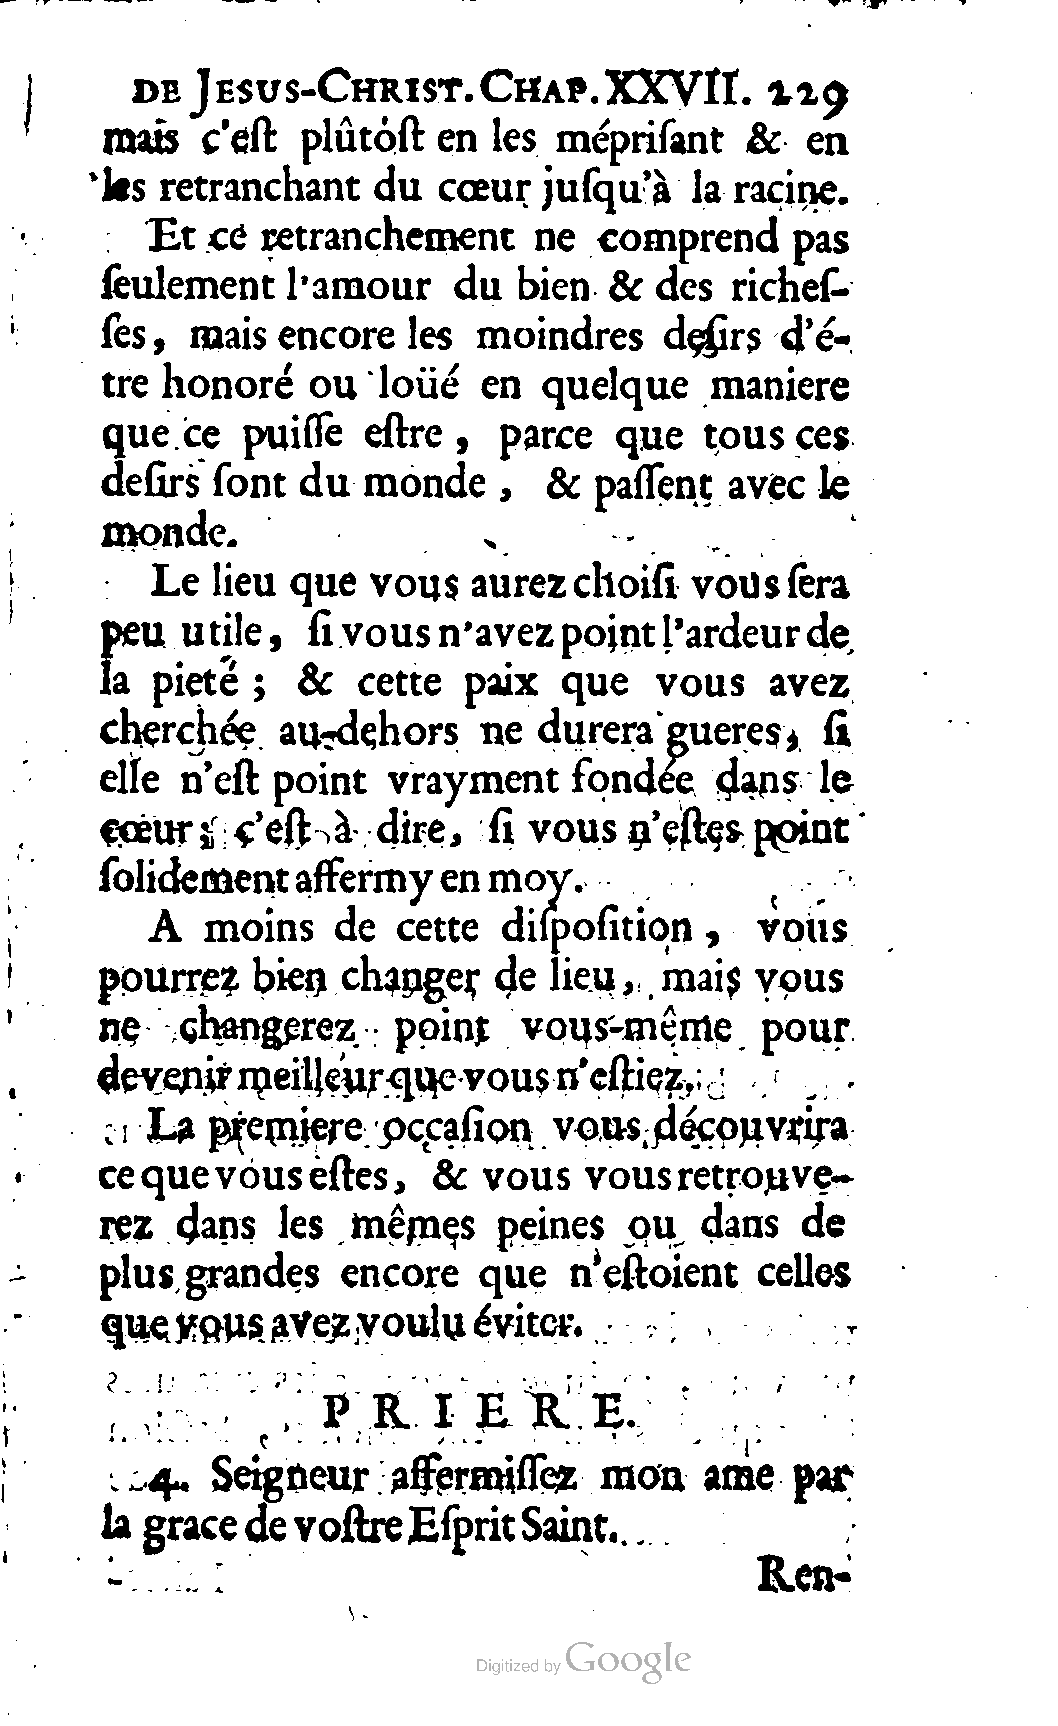 DE JESUS-CHRIST. CHAP. XXVII. 229
mais c'eſt plûtôſt en les mépriſant & en
les retranchant du cœur juſqu'à la racine.
Et ce retranchement ne comprend pas
ſeulement l'amour du bien & des richeſ-
ſes, mais encore les moindres deſirs d'é-
tre honoré ou loüé en quelque maniere
que ce puiſſe eſtre, parce que tous ces
deſirs ſont du monde, & paſſent avec le
monde.
Le lieu que vous aurez choiſi vous ſera
peu utile, ſi vous n'avez point l'ardeur de
la pieté ; & cette paix que vous avez
cherchée au-dehors ne durera gueres, ſi
elle n'eſt point vrayment fondée dans le
cœur ; c'eſt à dire, ſi vous n'eſtes point
ſolidement affermy en moy.
A moins de cette diſpoſition, vous
pourrez bien changer de lieu, mais vous
ne changerez point vous-même pour
devenir meilleur que vous n'eſtiez.
La premiere occaſion vous découvrira
ce que vous eſtes, & vous vous retrouve-
rez dans les mêmes peines ou dans de
plus grandes encore que n'eſtoient celles
que vous avez voulu éviter.
PRIERE.
4. Seigneur affermiſſez mon ame par
la grace de voſtre Eſprit Saint.
Ren-
Digitized by Google